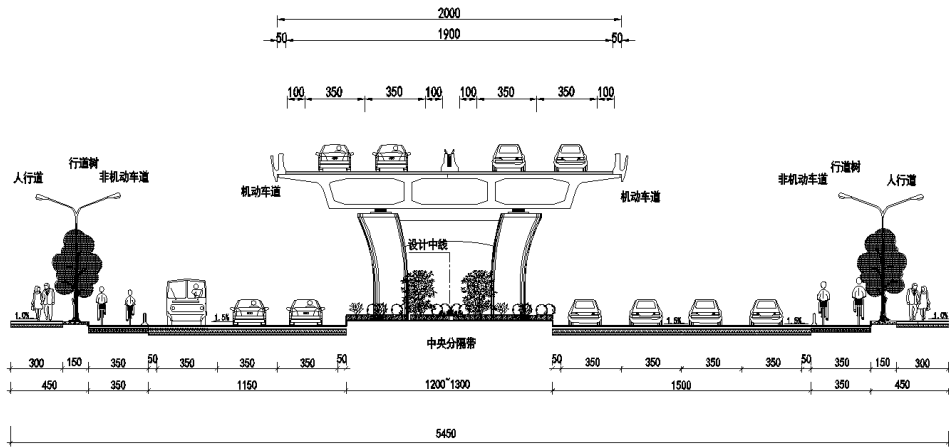 2000
50 1900 50
100 350 350 100 100 350 350 100
行道树 行道树
人行道 非机动车道 机动车道 机动车道 非机动车道 人行道
设计中线
1.0% 1.5% 1.5% 1.5% 1.0%
中央分隔带
300 150 350 50 350 350 350 50 50 350 350 350 350 50 350 150 300
450 350 1150 1200~1300 1500 350 450
5450